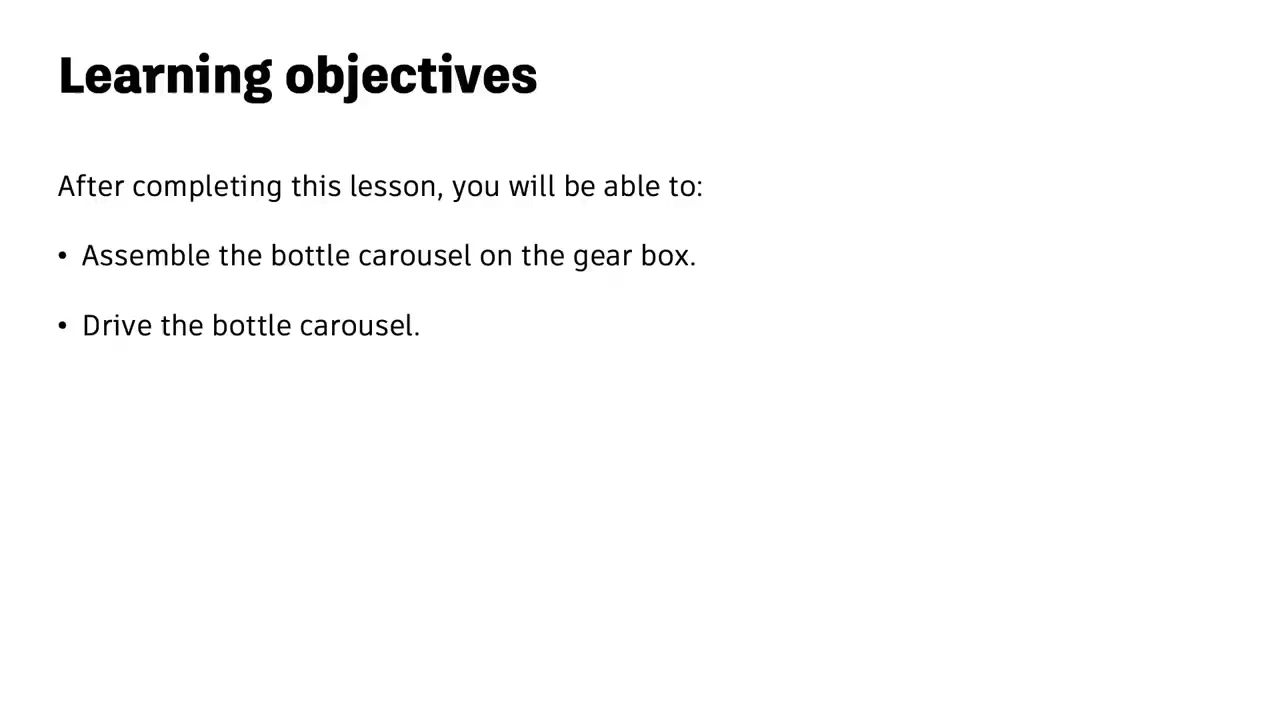 Learning objectives
After completing this lesson, you will be able to:
• Assemble the bottle carousel on the gear box.
• Drive the bottle carousel.